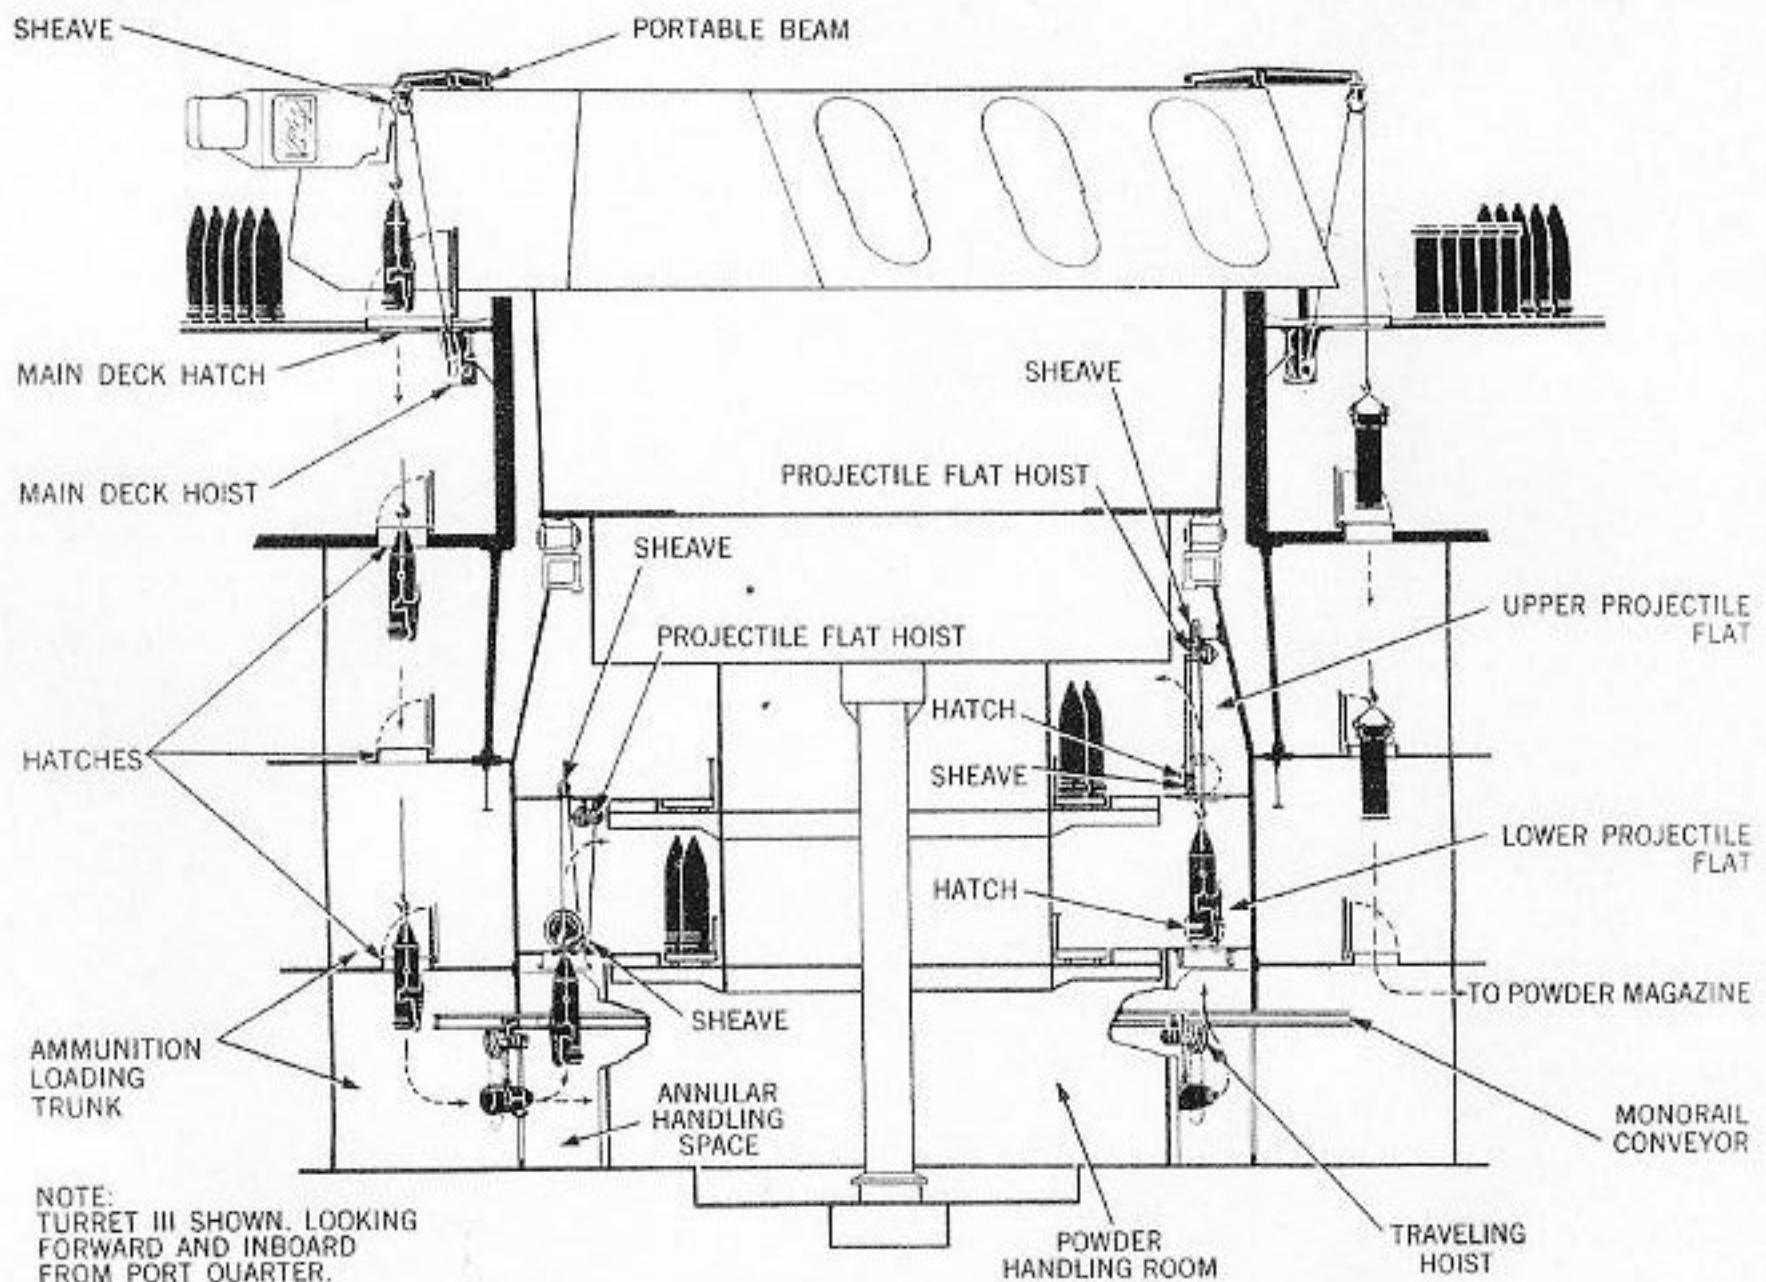 SHEAVE
PORTABLE BEAM
MAIN DECK HATCH
SHEAVE
PROJECTILE FLAT HOIST
MAIN DECK HOIST
SHEAVE
UPPER PROJECTILE
FLAT
PROJECTILE FLAT HOIST
HATCH
HATCHES
SHEAVE
LOWER PROJECTILE
FLAT
HATCH
TO POWDER MAGAZINE
SHEAVE
AMMUNITION
LOADING
TRUNK
ANNULAR
HANDLING
SPACE
MONORAIL
CONVEYOR
NOTE:
TURRET III SHOWN. LOOKING
FORWARD AND INBOARD
FROM PORT QUARTER.
POWDER
HANDLING ROOM
TRAVELING
HOIST